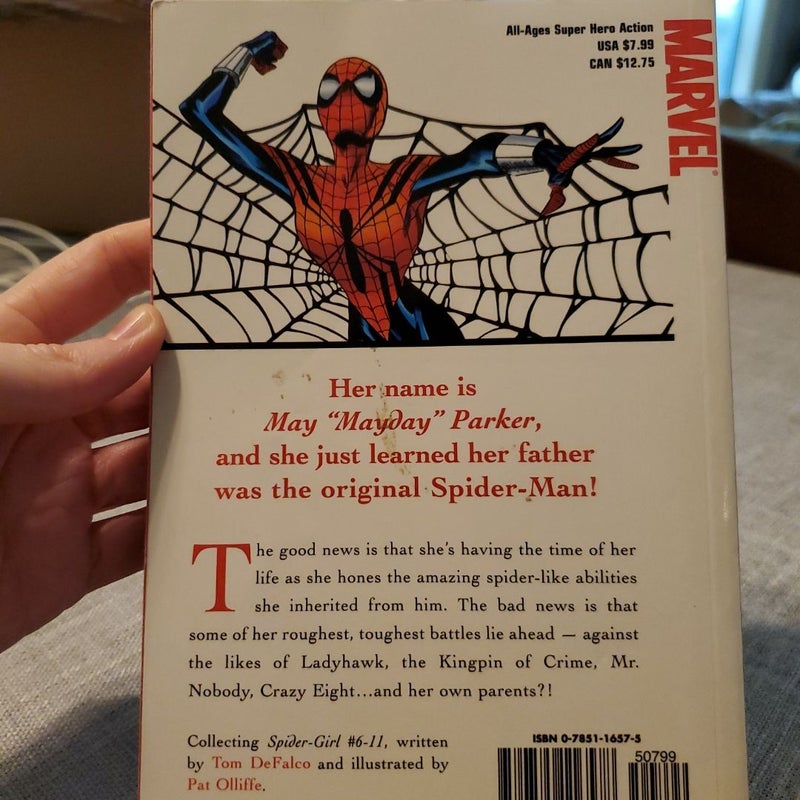 All-Ages Super Hero Action
USA $7.99
CAN $12.75
MARVEL®
Her name is
May “Mayday” Parker,
and she just learned her father
was the original Spider-Man!
The good news is that she's having the time of her
life as she hones the amazing spider-like abilities
she inherited from him. The bad news is that
some of her roughest, toughest battles lie ahead — against
the likes of Ladyhawk, the Kingpin of Crime, Mr.
Nobody, Crazy Eight...and her own parents?!
Collecting Spider-Girl #6-11, written
by Tom DeFalco and illustrated by
Pat Olliffe.
ISBN 0-7851-1657-5
50799